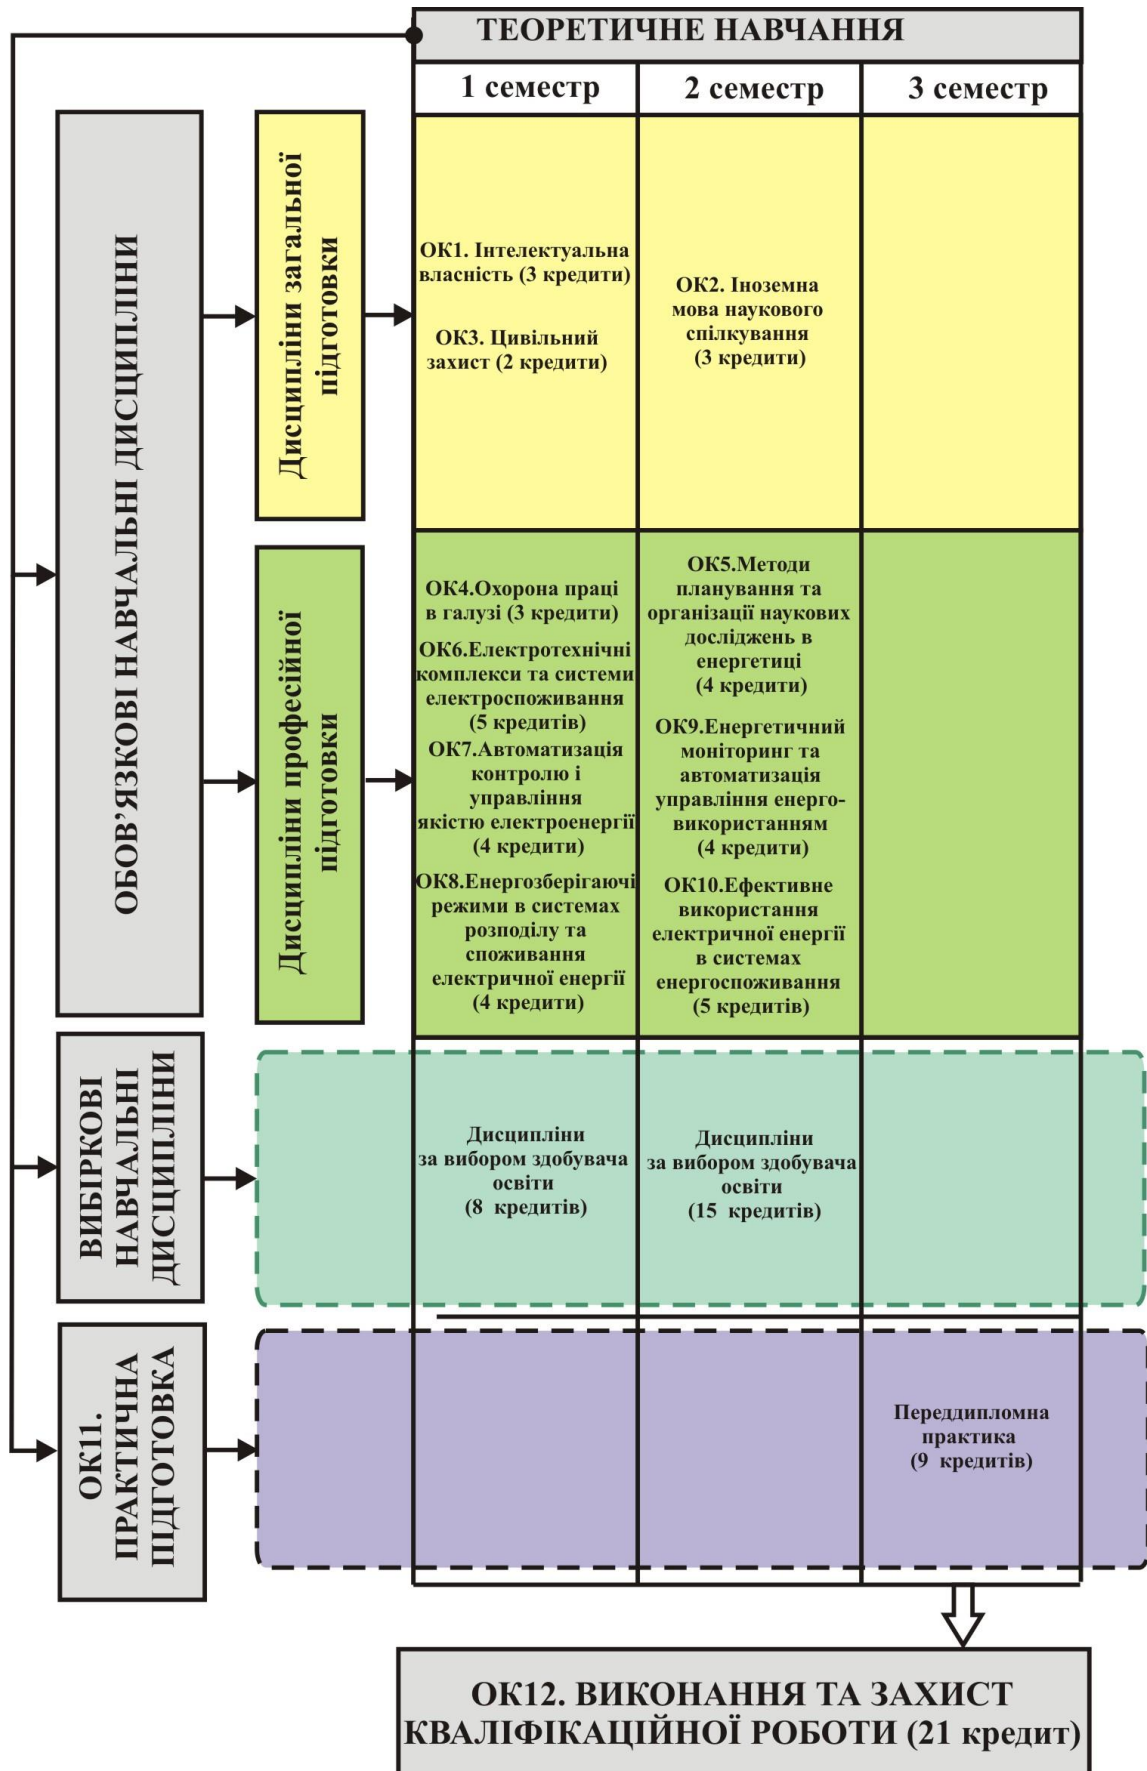 ТЕОРЕТИЧНЕ НАВЧАННЯ
1 семестр
2 семестр
3 семестр
ОБОВ’ЯЗКОВІ НАВЧАЛЬНІ ДИСЦИПЛІНИ
Дисципліни загальної
підготовки
ОК1. Інтелектуальна
власність (3 кредити)
ОК3. Цивільний
захист (2 кредити)
ОК2. Іноземна
мова наукового
спілкування
(3 кредити)
Дисципліни професійної
підготовки
ОК4.Охорона праці
в галузі (3 кредити)
ОК6.Електротехнічні
комплекси та системи
електроспоживання
(5 кредитів)
ОК7.Автоматизація
контролю і
управління
якістю електроенергії
(4 кредити)
ОК8.Енергозберігаючі
режими в системах
розподілу та
споживання
електричної енергії
(4 кредити)
ОК5.Методи
планування та
організації наукових
досліджень в
енергетиці
(4 кредити)
ОК9.Енергетичний
моніторинг та
автоматизація
управління енерго-
використанням
(4 кредити)
ОК10.Ефективне
використання
електричної енергії
в системах
енергоспоживання
(5 кредитів)
ВИБІРКОВІ
НАВЧАЛЬНІ
ДИСЦИПЛІНИ
Дисципліни
за вибором здобувача
освіти
(8 кредитів)
Дисципліни
за вибором здобувача
освіти
(15 кредитів)
ОК11.
ПРАКТИЧНА
ПІДГОТОВКА
Переддипломна
практика
(9 кредитів)
ОК12. ВИКОНАННЯ ТА ЗАХИСТ
КВАЛІФІКАЦІЙНОЇ РОБОТИ (21 кредит)